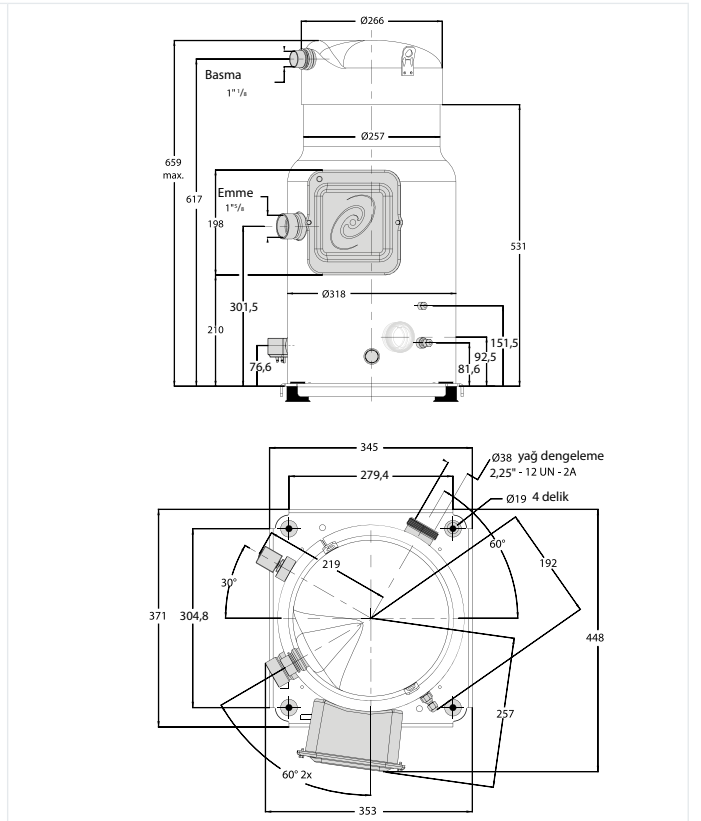 Ø266
Basma
1" 1/8
Ø257
659
max.
617
Emme
1"5/8
198
531
Ø318
301,5
210
151,5
92,5
76,6
81,6
345
Ø38 yağ dengeleme
279,4
2,25" - 12 UN - 2A
Ø19 4 delik
60°
219
192
30°
371
304,8
448
257
60° 2x
353